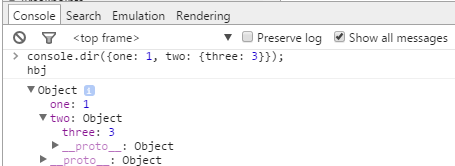 Console Search Emulation Rendering
<top frame> Preserve log Show all messages
console.dir({one: 1, two: {three: 3}});
hbj
Object i
one: 1
two: Object
three: 3
__proto__: Object
__proto__: Object